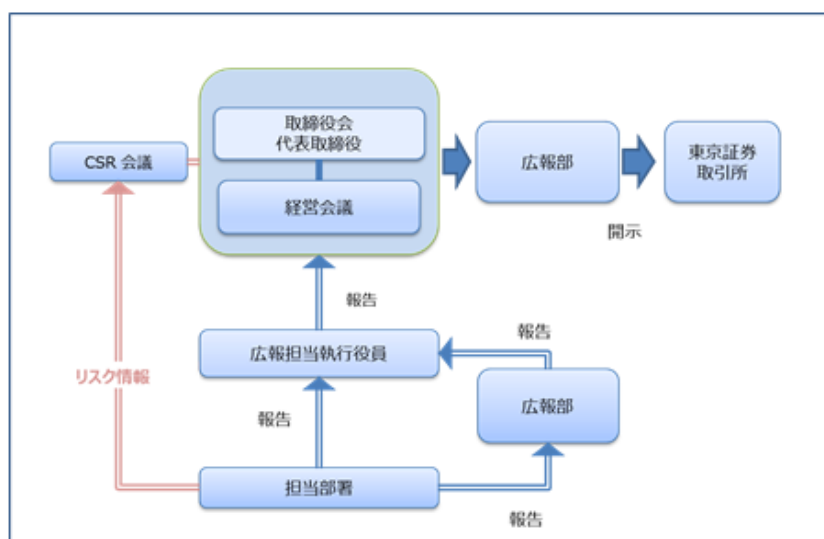 取締役会
代表取締役
CSR 会議
広報部
東京証券
取引所
経営会議
開示
報告
報告
広報担当執行役員
リスク情報
広報部
報告
担当部署
報告